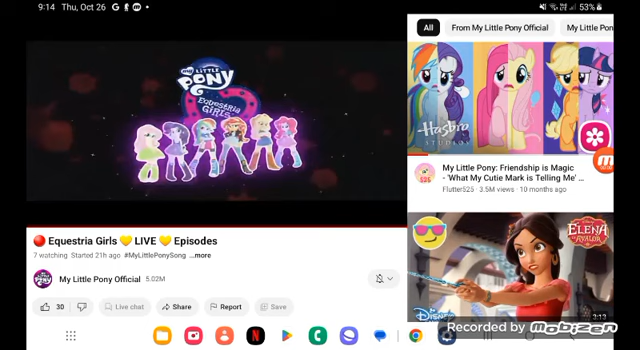 9:14 Thu, Oct 26 G
53%
my LITTLE
PONY
EQUESTRIA
GIRLS
All
From My Little Pony Official
My Little Pony
Hasbro
STUDIOS
My Little Pony: Friendship is Magic
- 'What My Cutie Mark is Telling Me' ...
Flutter525 · 3.5M views · 10 months ago
Equestria Girls 💛 LIVE 💛 Episodes
7 watching Started 21h ago #MyLittlePonySong ...more
My Little Pony Official 5.02M
30
Live chat
Share
Report
Save
Disney
ELENA
OF AVALOR
DISNEY
3:13
Recorded by mobizen